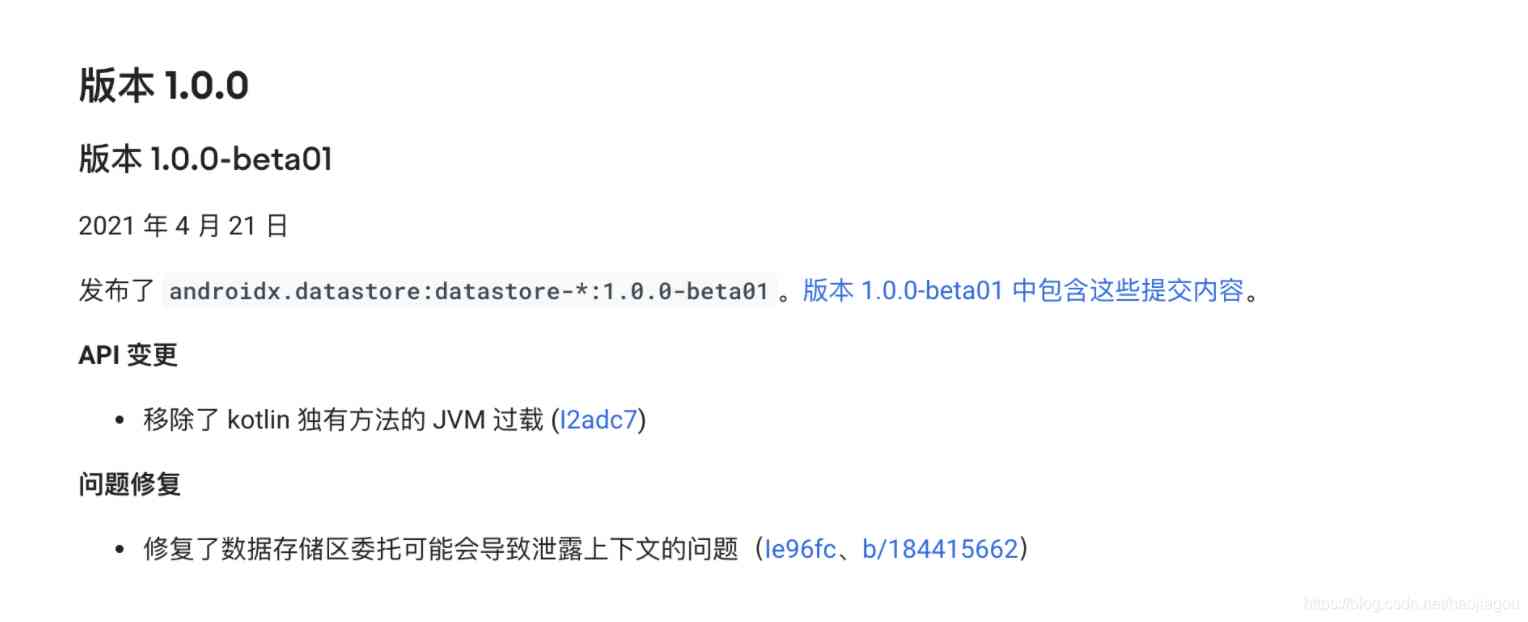 版本 1.0.0
版本 1.0.0-beta01
2021 年 4 月 21 日
发布了 androidx.datastore:datastore-*:1.0.0-beta01 。版本 1.0.0-beta01 中包含这些提交内容。
API 变更
• 移除了 kotlin 独有方法的 JVM 过载 (I2adc7)
问题修复
• 修复了数据存储区委托可能会导致泄露上下文的问题（Ie96fc、b/184415662）
https://blog.csdn.net/haojiagou